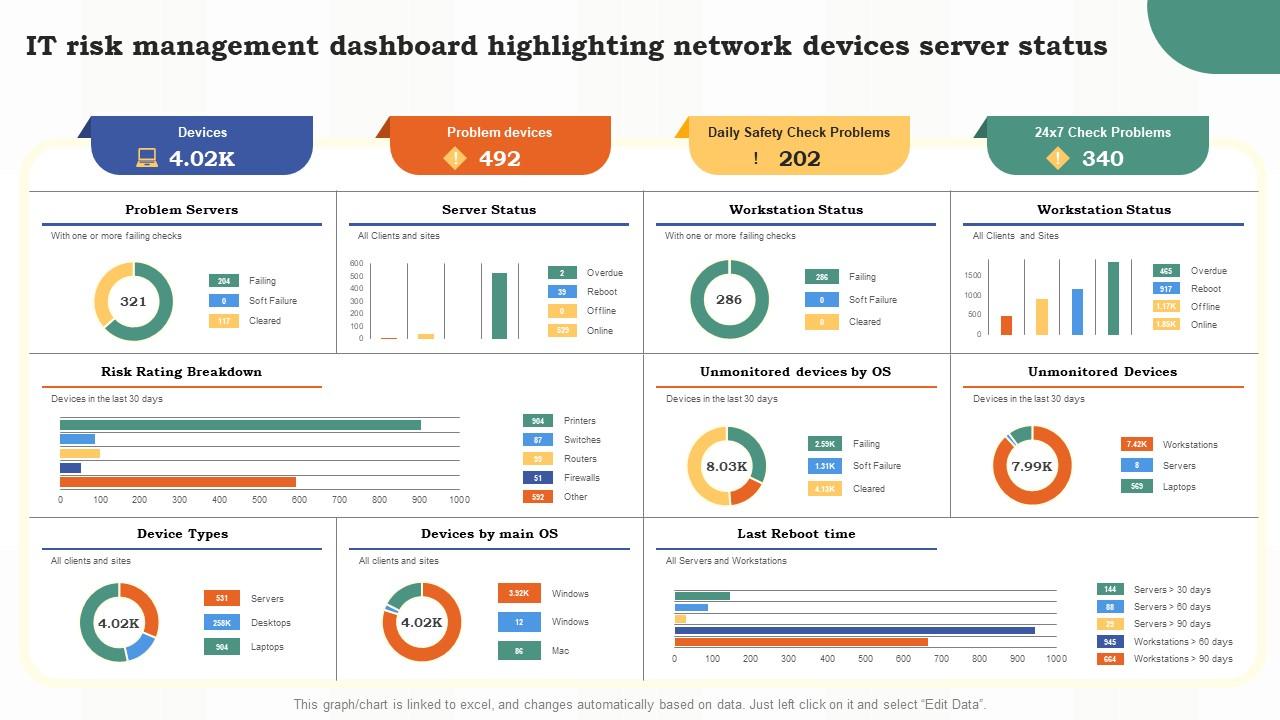 IT risk management dashboard highlighting network devices server status
Devices
4.02K
Problem devices
492
Daily Safety Check Problems
! 202
24x7 Check Problems
340
Problem Servers
With one or more failing checks
321
204 Failing
0 Soft Failure
117 Cleared
Server Status
All Clients and sites
600
500
400
300
200
100
0
2 Overdue
39 Reboot
0 Offline
523 Online
Workstation Status
With one or more failing checks
286
286 Failing
0 Soft Failure
0 Cleared
Workstation Status
All Clients and Sites
1500
1000
500
0
465 Overdue
917 Reboot
1.17K Offline
1.85K Online
Risk Rating Breakdown
Devices in the last 30 days
0 100 200 300 400 500 600 700 800 900 1000
904 Printers
87 Switches
99 Routers
51 Firewalls
592 Other
Unmonitored devices by OS
Devices in the last 30 days
8.03K
2.59K Failing
1.31K Soft Failure
4.13K Cleared
Unmonitored Devices
Devices in the last 30 days
7.99K
7.42K Workstations
8 Servers
569 Laptops
Device Types
All clients and sites
4.02K
531 Servers
258K Desktops
904 Laptops
Devices by main OS
All clients and sites
4.02K
3.92K Windows
12 Windows
86 Mac
Last Reboot time
All Servers and Workstations
0 100 200 300 400 500 600 700 800 900 1000
144 Servers > 30 days
88 Servers > 60 days
29 Servers > 90 days
945 Workstations > 60 days
664 Workstations > 90 days
This graph/chart is linked to excel, and changes automatically based on data. Just left click on it and select “Edit Data”.